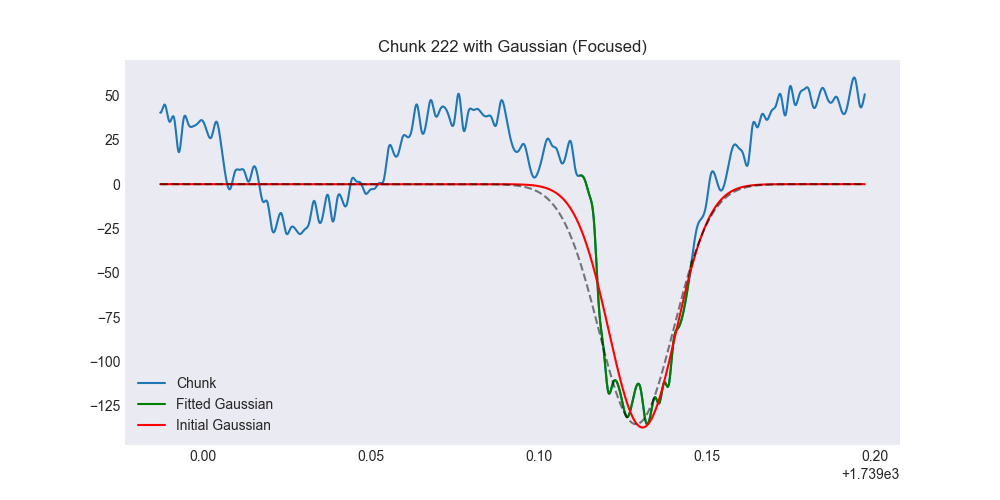 Chunk 222 with Gaussian (Focused)
50
25
0
−25
−50
−75
−100
−125
Chunk
Fitted Gaussian
Initial Gaussian
0.00 0.05 0.10 0.15 0.20
+1.739e3